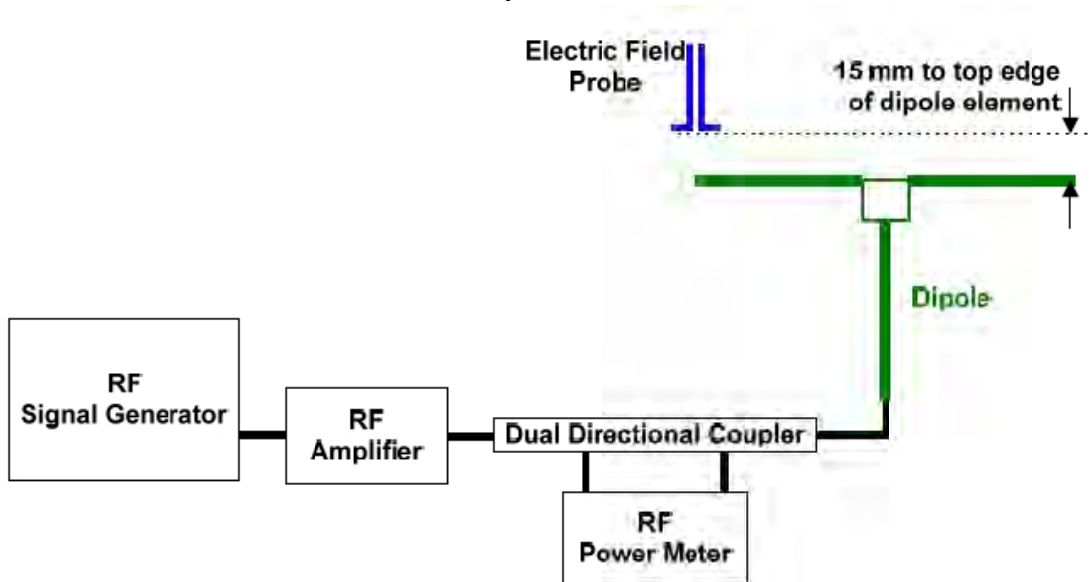 Electric Field
Probe
15 mm to top edge
of dipole element
Dipole
RF
Signal Generator
RF
Amplifier
Dual Directional Coupler
RF
Power Meter